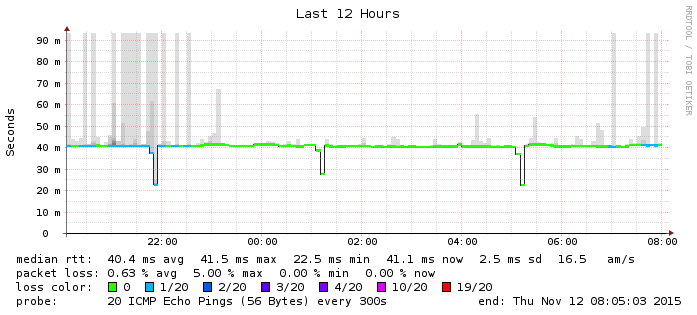 Last 12 Hours
RRDTOOL / TOBI OETIKER
Seconds
90 m
80 m
70 m
60 m
50 m
40 m
30 m
20 m
10 m
0
22:00 00:00 02:00 04:00 06:00 08:00
median rtt: 40.4 ms avg 41.5 ms max 22.5 ms min 41.1 ms now 2.5 ms sd 16.5 am/s
packet loss: 0.63 % avg 5.00 % max 0.00 % min 0.00 % now
loss color: 0 1/20 2/20 3/20 4/20 10/20 19/20
probe: 20 ICMP Echo Pings (56 Bytes) every 300s end: Thu Nov 12 08:05:03 2015